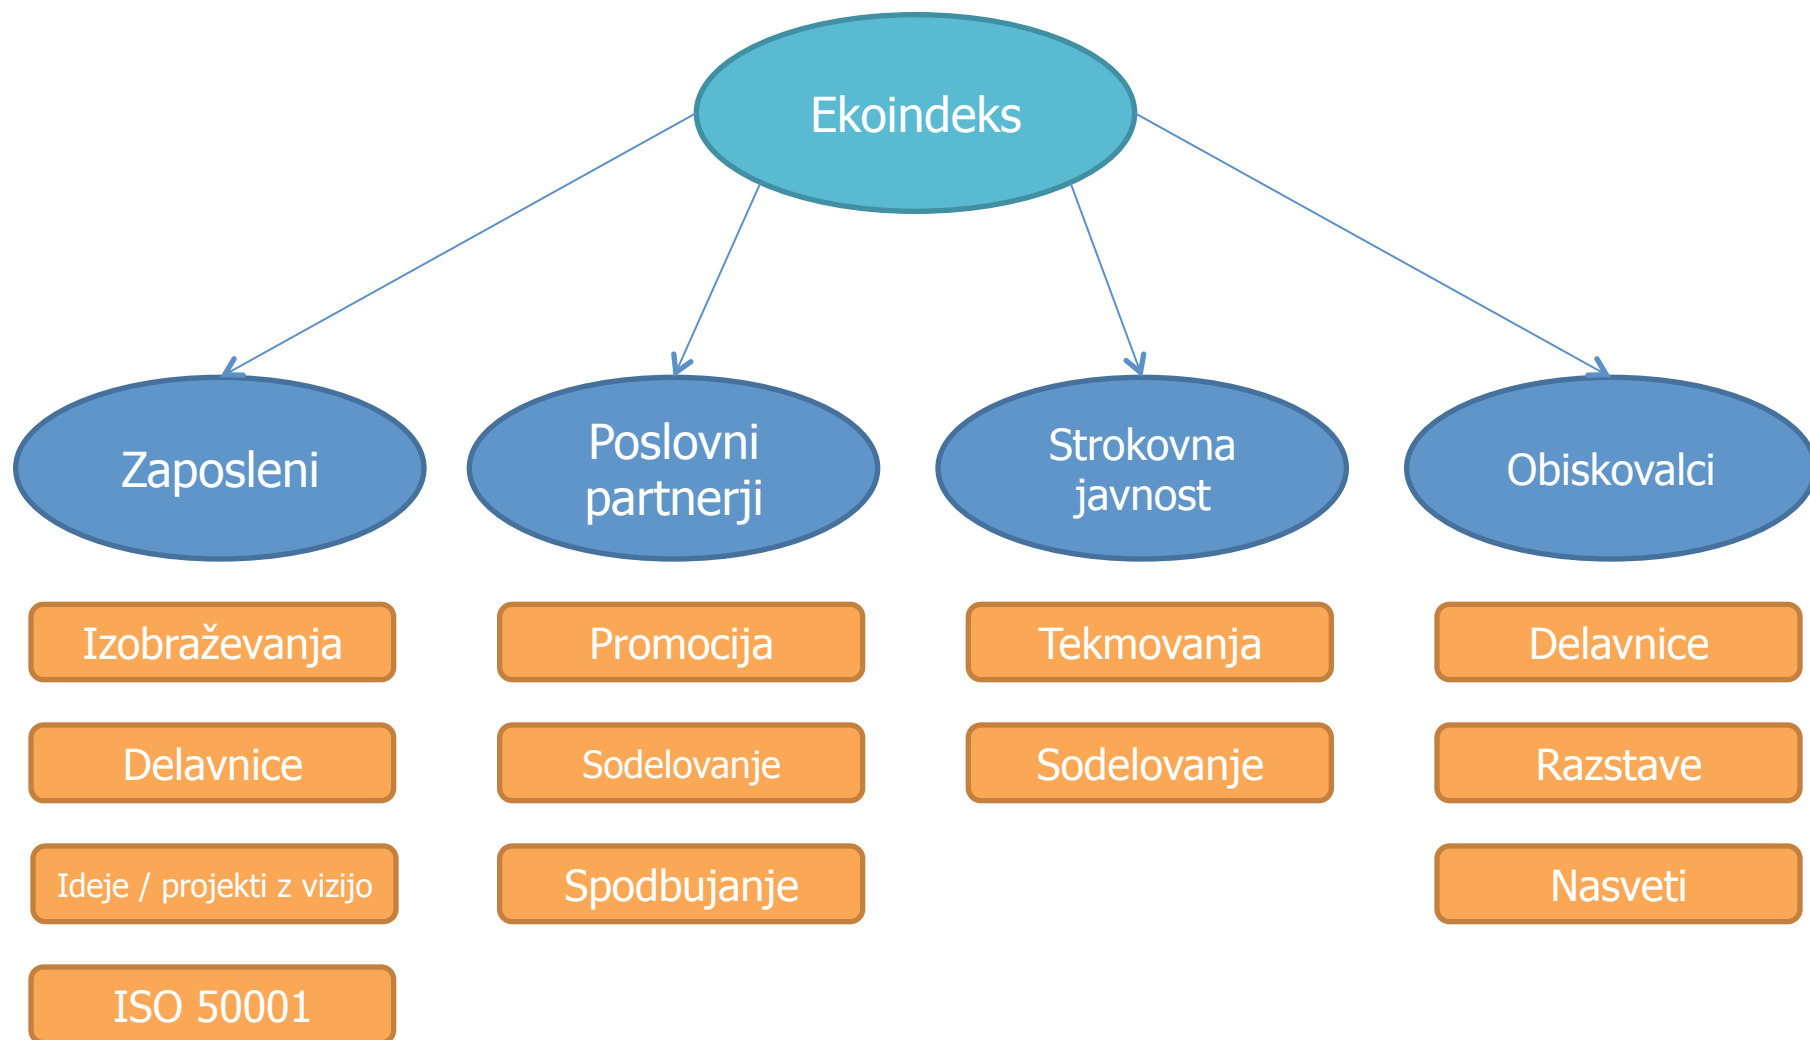 Ekoindeks
Zaposleni
Poslovni
partnerji
Strokovna
javnost
Obiskovalci
Izobraževanja
Promocija
Tekmovanja
Delavnice
Delavnice
Sodelovanje
Sodelovanje
Razstave
Ideje / projekti z vizijo
Spodbujanje
Nasveti
ISO 50001